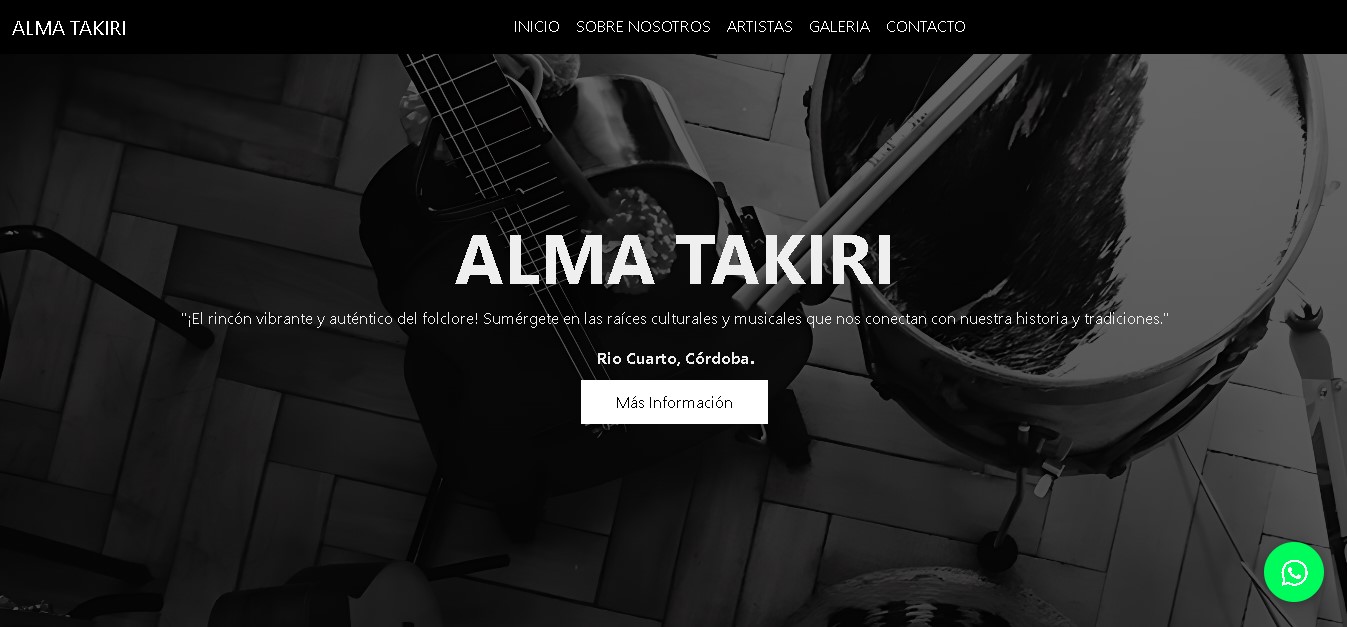 ALMA TAKIRI
INICIO SOBRE NOSOTROS ARTISTAS GALERIA CONTACTO
ALMA TAKIRI
"¡El rincón vibrante y auténtico del folclore! Sumérgete en las raíces culturales y musicales que nos conectan con nuestra historia y tradiciones."
Rio Cuarto, Córdoba.
Más Información